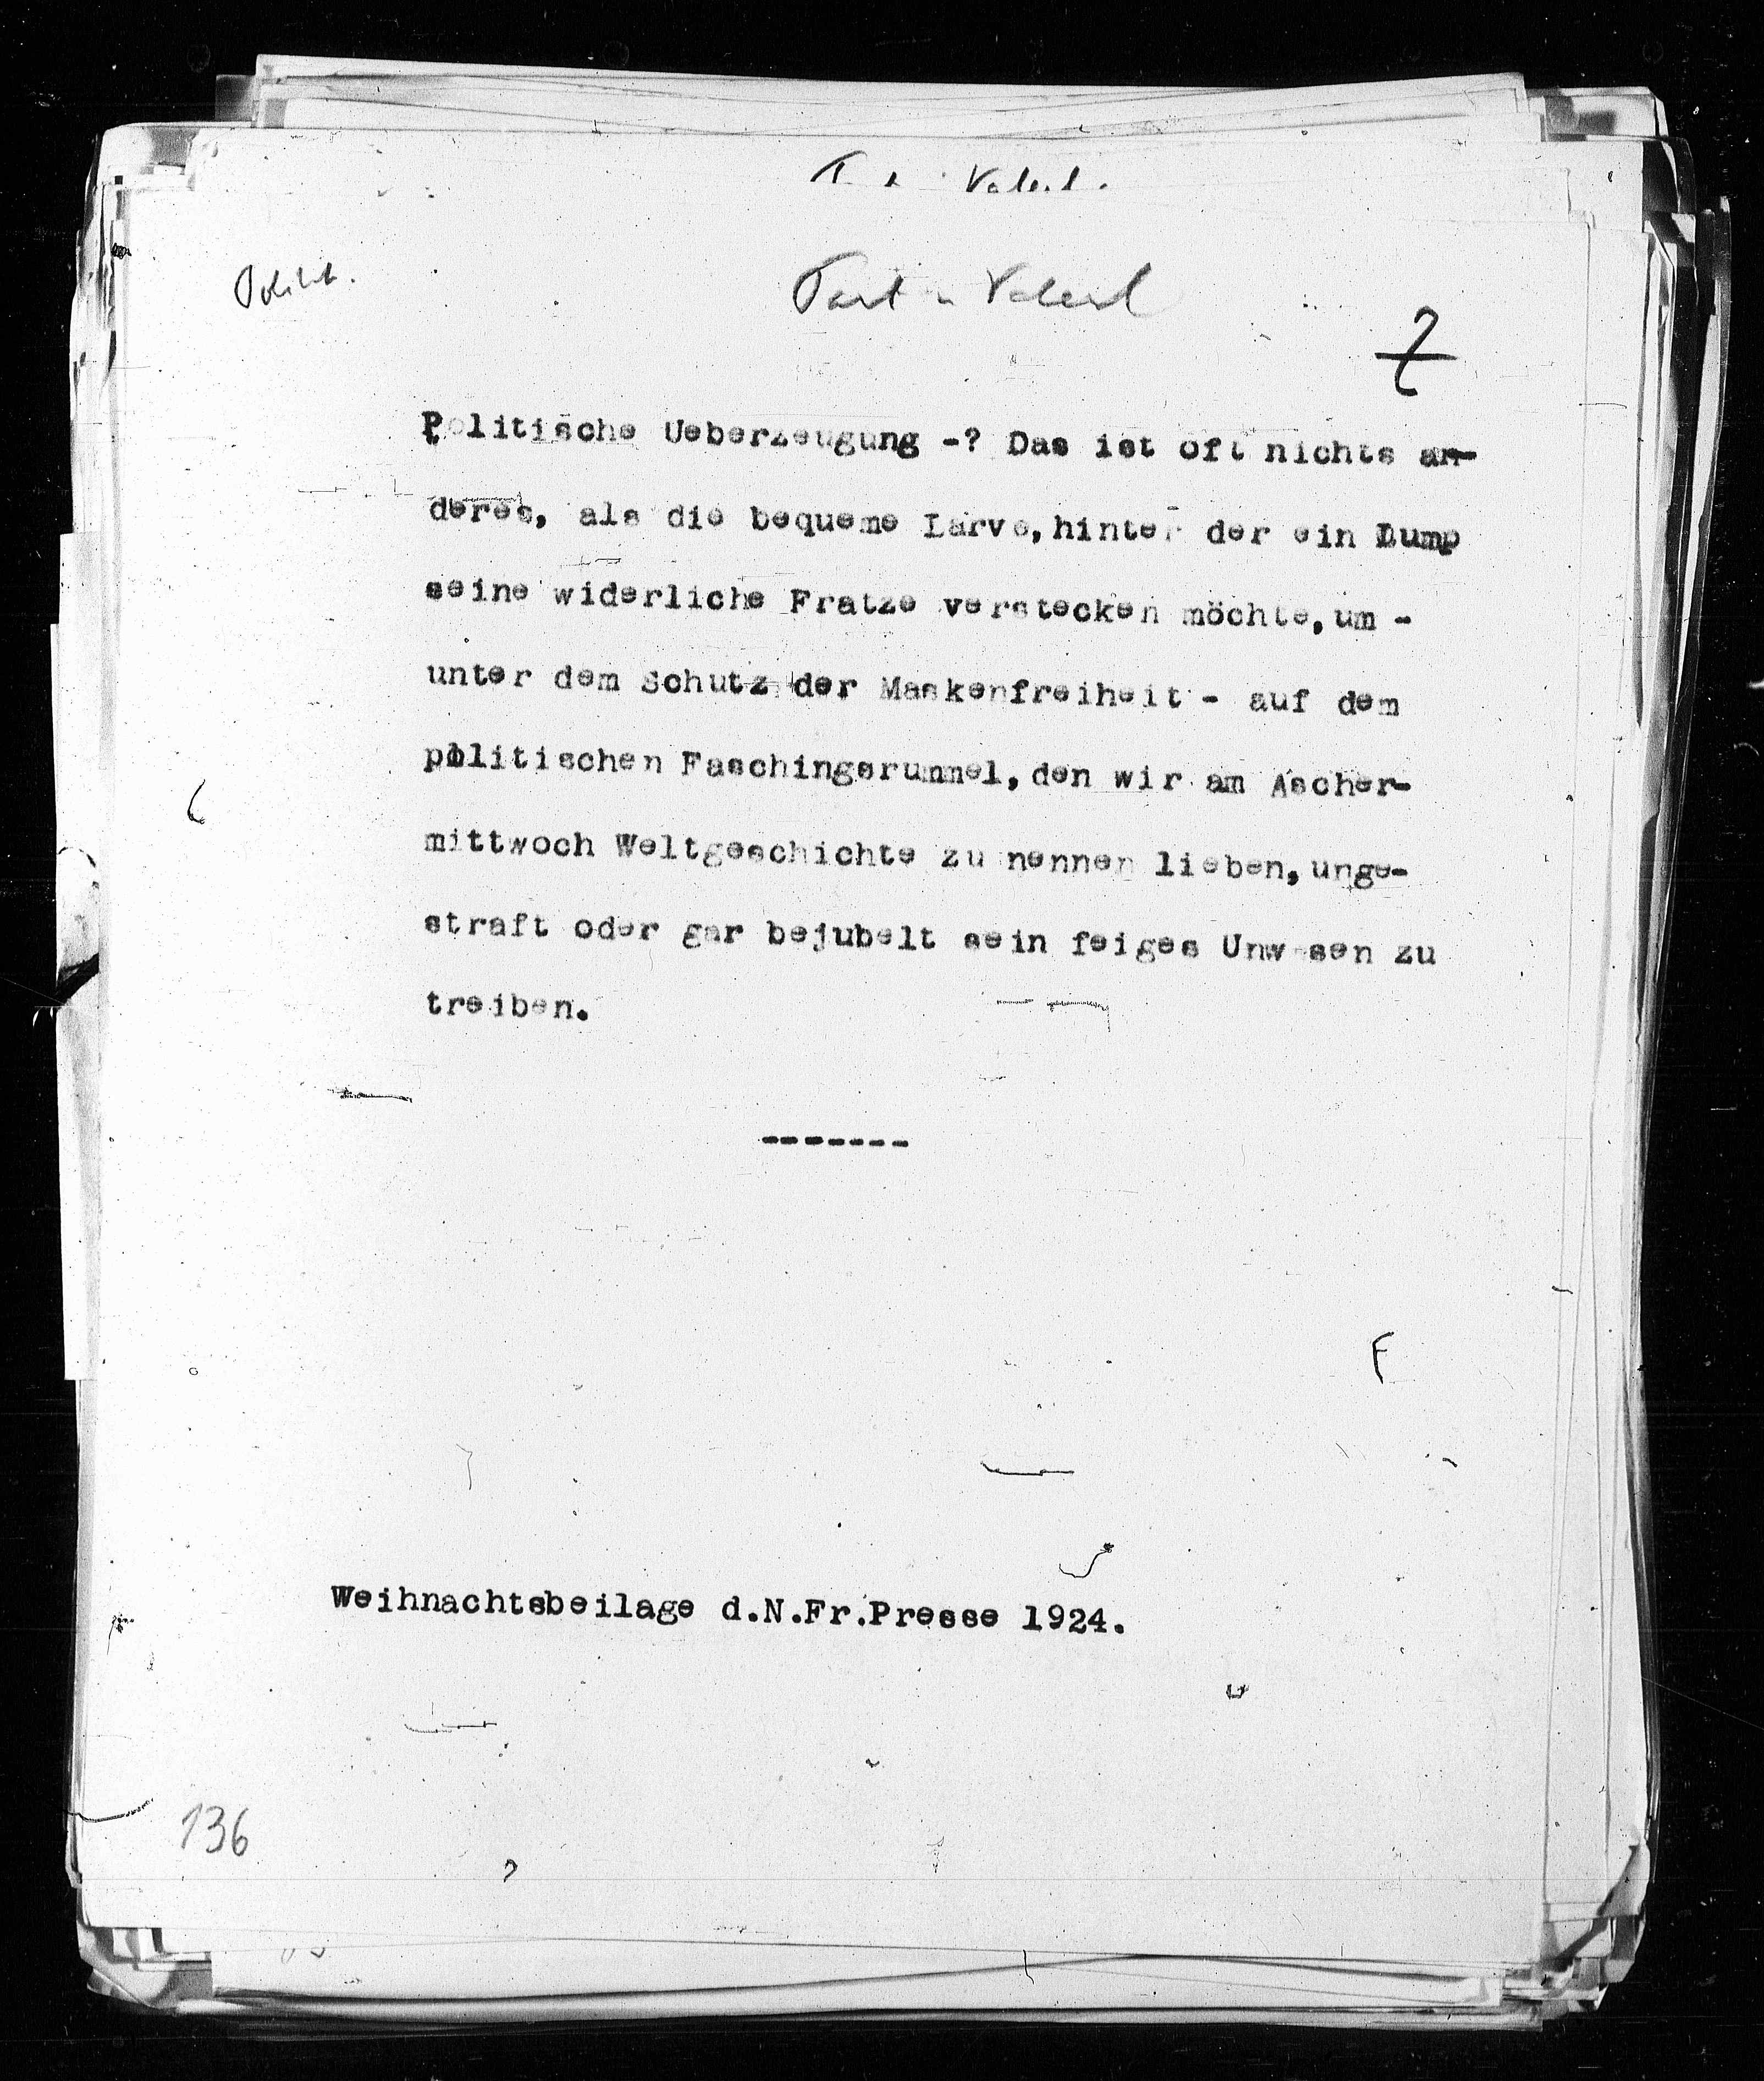 Polit.
Politische Ueberzeugung -? Das ist oft nichts an-
deres, als die bequeme Larve, hinter der ein Lump
seine widerliche Fratze verstecken möchte, um -
unter dem Schutz der Maskenfreiheit - auf dem
politischen Faschingsrummel, den wir am Ascher-
mittwoch Weltgeschichte zu nennen lieben, unge-
straft oder gar bejubelt sein feiges Unwesen zu
treiben.
-------
Weihnachtsbeilage d.N.Fr.Presse 1924.
136